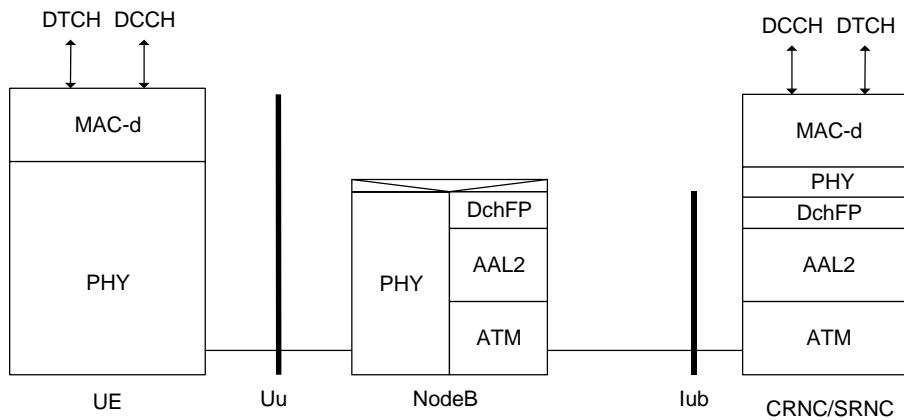 DTCH DCCH
DCCH DTCH
MAC-d
MAC-d
PHY
DchFP
DchFP
PHY
PHY
AAL2
AAL2
ATM
ATM
UE
Uu
NodeB
Iub
CRNC/SRNC